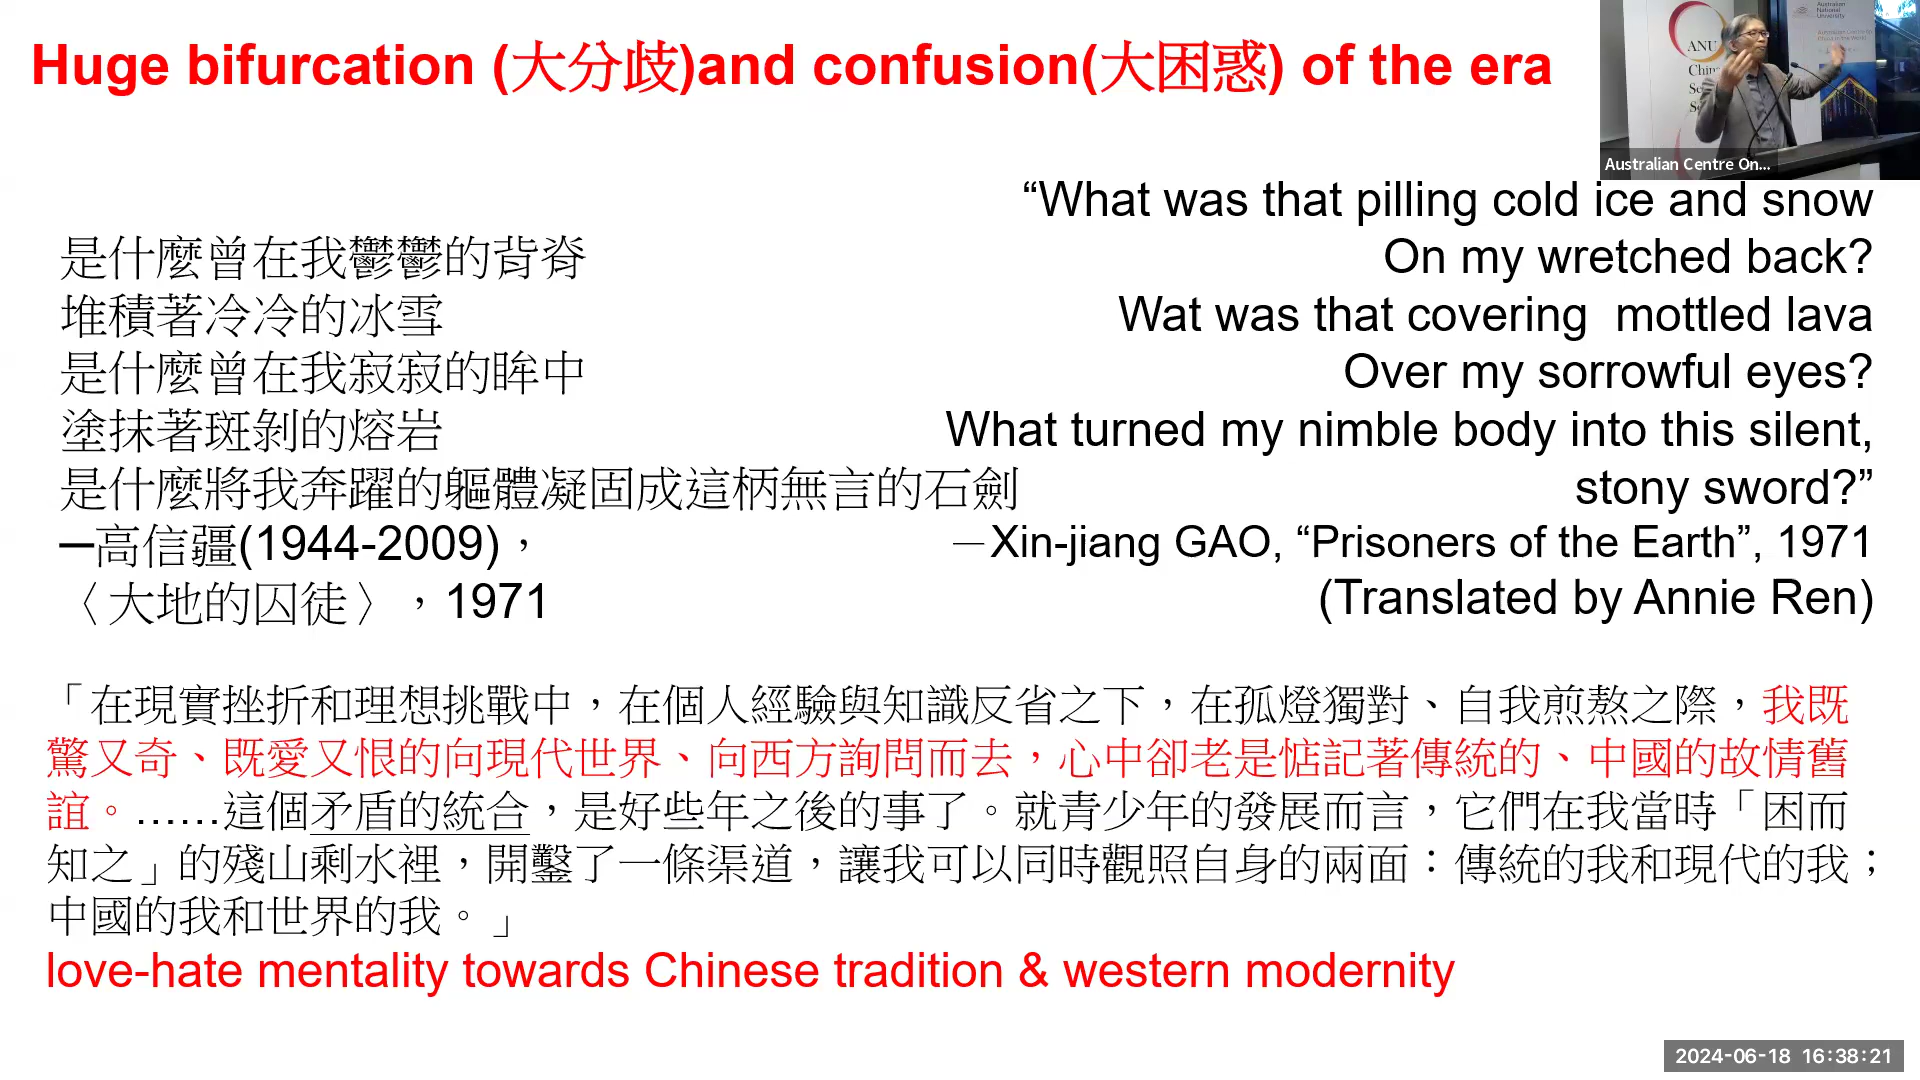 Huge bifurcation (大分歧)and confusion(大困惑) of the era
ANU
Australian
National
University
Australian Centre On...
是什麼曾在我鬱鬱的背脊
堆積著冷冷的冰雪
是什麼曾在我寂寂的眸中
塗抹著斑剝的熔岩
是什麼將我奔躍的軀體凝固成這柄無言的石劍
─高信疆(1944-2009)，
〈大地的囚徒〉，1971
“What was that pilling cold ice and snow
On my wretched back?
Wat was that covering  mottled lava
Over my sorrowful eyes?
What turned my nimble body into this silent,
stony sword?”
－Xin-jiang GAO, “Prisoners of the Earth”, 1971
(Translated by Annie Ren)
「在現實挫折和理想挑戰中，在個人經驗與知識反省之下，在孤燈獨對、自我煎熬之際，我既
驚又奇、既愛又恨的向現代世界、向西方詢問而去，心中卻老是惦記著傳統的、中國的故情舊
誼。……這個矛盾的統合，是好些年之後的事了。就青少年的發展而言，它們在我當時「困而
知之」的殘山剩水裡，開鑿了一條渠道，讓我可以同時觀照自身的兩面：傳統的我和現代的我；
中國的我和世界的我。」
love-hate mentality towards Chinese tradition & western modernity
2024-06-18 16:38:21